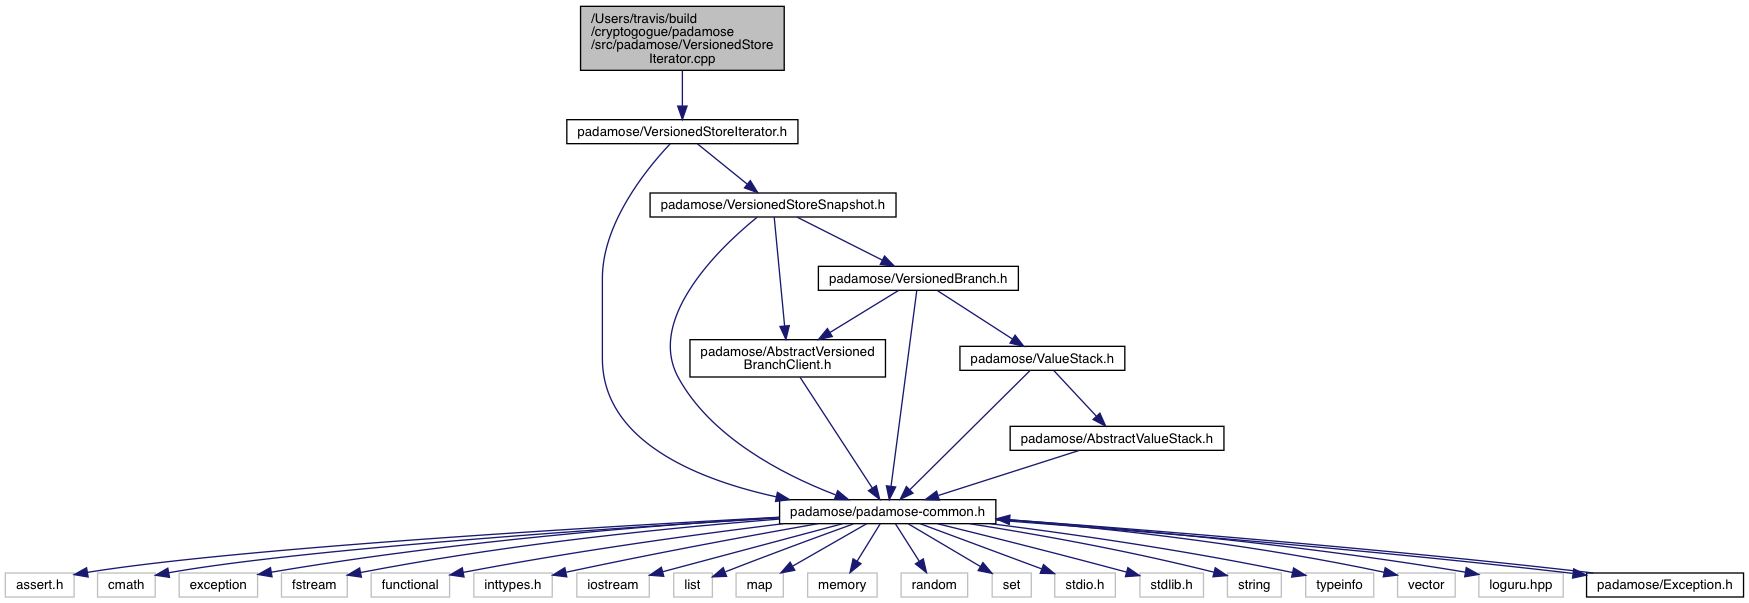 /Users/travis/build
/cryptogogue/padamose
/src/padamose/VersionedStore
Iterator.cpp
padamose/VersionedStoreIterator.h
padamose/VersionedStoreSnapshot.h
padamose/VersionedBranch.h
padamose/AbstractVersioned
BranchClient.h
padamose/ValueStack.h
padamose/AbstractValueStack.h
padamose/padamose-common.h
assert.h
cmath
exception
fstream
functional
inttypes.h
iostream
list
map
memory
random
set
stdio.h
stdlib.h
string
typeinfo
vector
loguru.hpp
padamose/Exception.h